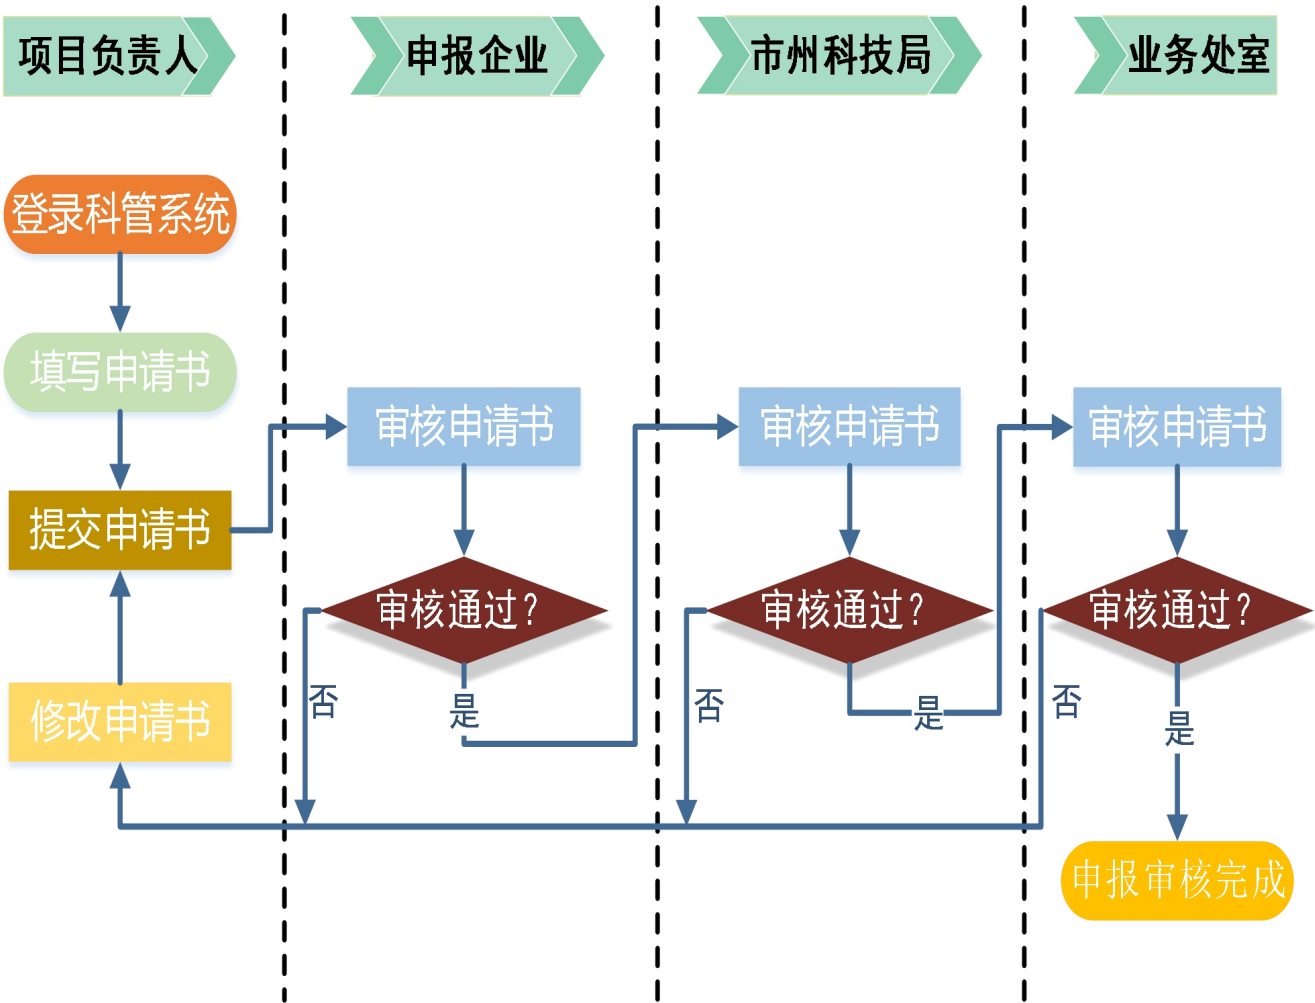 项目负责人
申报企业
市州科技局
业务处室
登录科管系统
填写申请书
提交申请书
修改申请书
审核申请书
审核通过?
否
是
审核申请书
审核通过?
否
是
审核申请书
审核通过?
否
是
申报审核完成